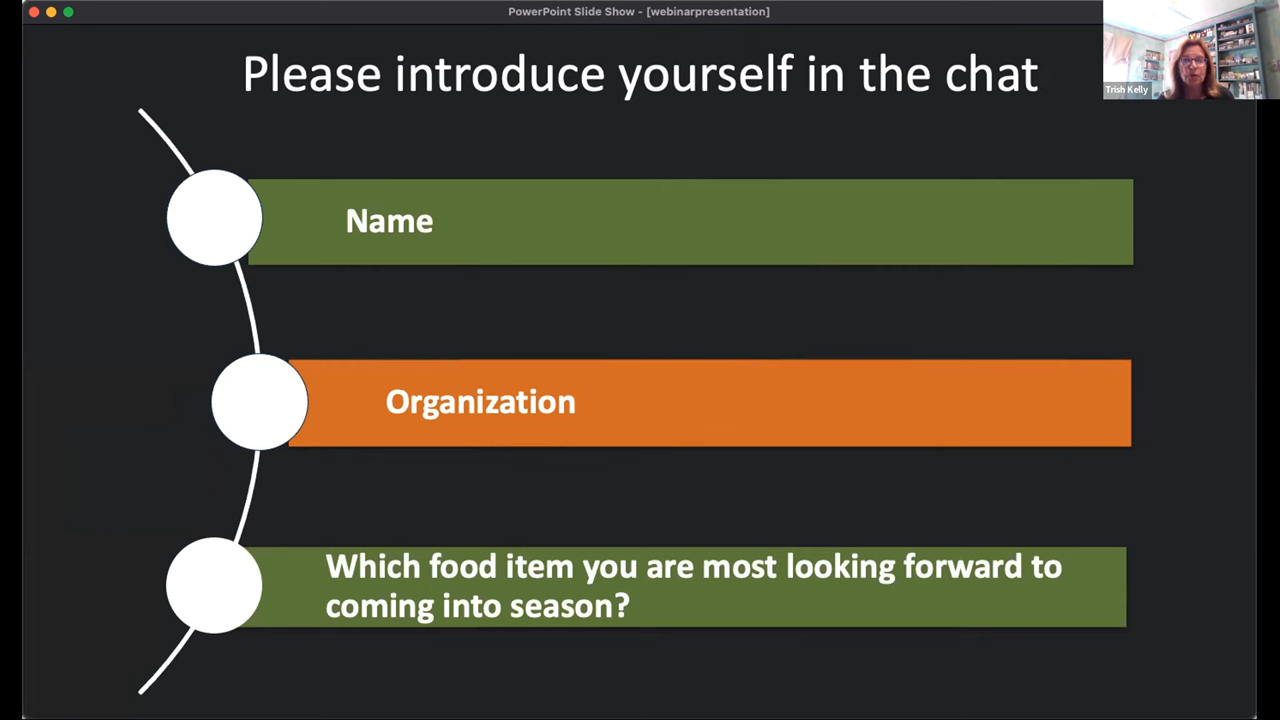 PowerPoint Slide Show - [webinarpresentation]
Please introduce yourself in the chat
Trish Kelly
Name
Organization
Which food item you are most looking forward to
coming into season?